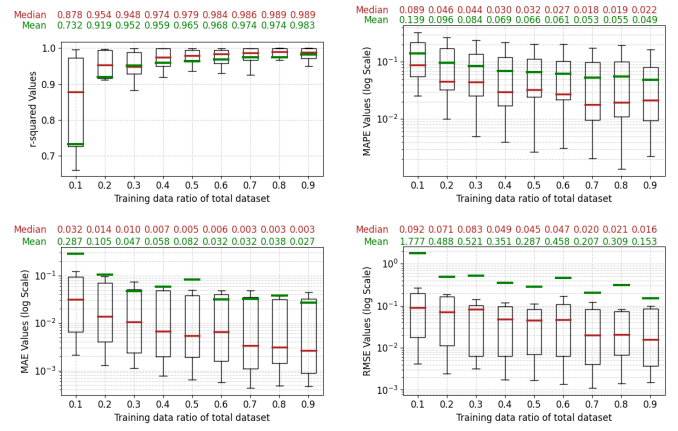 Median 0.878 0.954 0.948 0.974 0.979 0.984 0.986 0.989 0.989
Mean 0.732 0.919 0.952 0.959 0.965 0.968 0.974 0.974 0.983
1.0
0.9
0.8
0.7
r-squared Values
0.1 0.2 0.3 0.4 0.5 0.6 0.7 0.8 0.9
Training data ratio of total dataset
Median 0.089 0.046 0.044 0.030 0.032 0.027 0.018 0.019 0.022
Mean 0.139 0.096 0.084 0.069 0.066 0.061 0.053 0.055 0.049
10⁻¹
10⁻²
MAPE Values (log Scale)
0.1 0.2 0.3 0.4 0.5 0.6 0.7 0.8 0.9
Training data ratio of total dataset
Median 0.032 0.014 0.010 0.007 0.005 0.006 0.003 0.003 0.003
Mean 0.287 0.105 0.047 0.058 0.082 0.032 0.032 0.038 0.027
10⁻¹
10⁻²
10⁻³
MAE Values (log Scale)
0.1 0.2 0.3 0.4 0.5 0.6 0.7 0.8 0.9
Training data ratio of total dataset
Median 0.092 0.071 0.083 0.049 0.045 0.047 0.020 0.021 0.016
Mean 1.777 0.488 0.521 0.351 0.287 0.458 0.207 0.309 0.153
10⁰
10⁻¹
10⁻²
10⁻³
RMSE Values (log Scale)
0.1 0.2 0.3 0.4 0.5 0.6 0.7 0.8 0.9
Training data ratio of total dataset